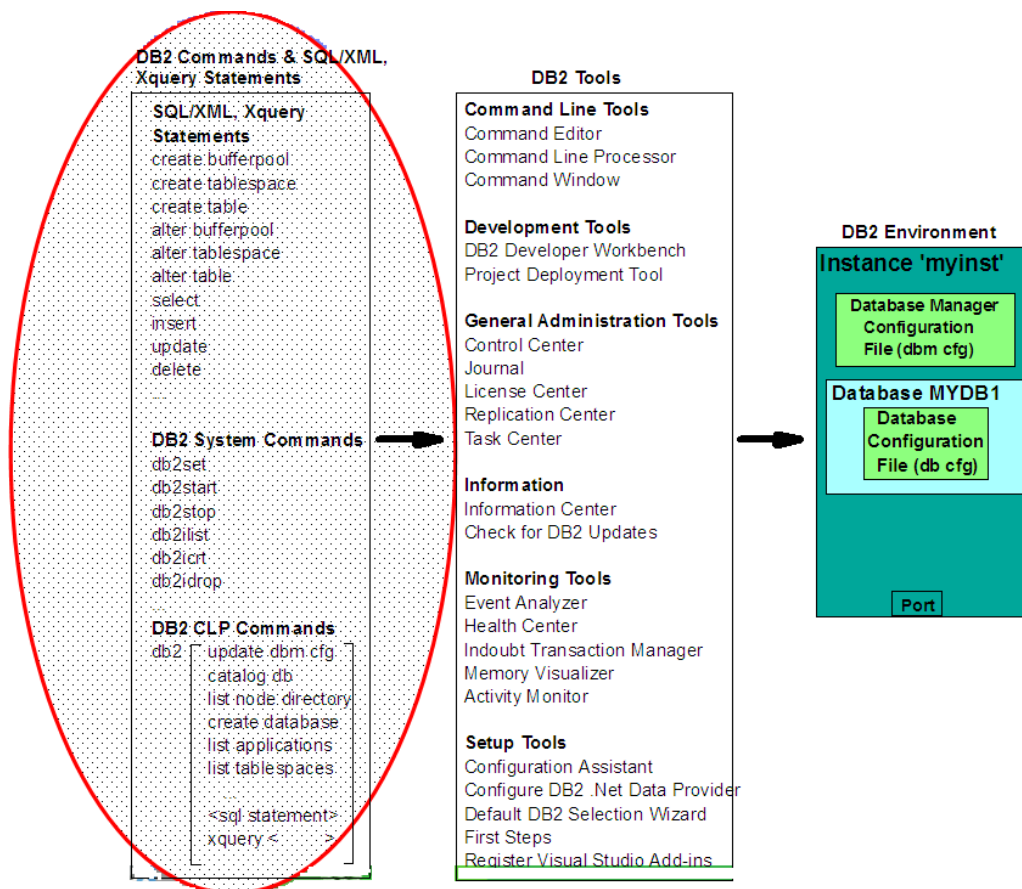 DB2 Commands & SQL/XML,
Xquery Statements
SQL/XML, Xquery
Statements
create bufferpool
create tablespace
create table
alter bufferpool
alter tablespace
alter table
select
insert
update
delete
...
DB2 System Commands
db2set
db2start
db2stop
db2ilist
db2icrt
db2idrop
...
DB2 CLP Commands
db2
update dbm cfg
catalog db
list node directory
create database
list applications
list tablespaces
...
<sql statement>
xquery < >
DB2 Tools
Command Line Tools
Command Editor
Command Line Processor
Command Window
Development Tools
DB2 Developer Workbench
Project Deployment Tool
General Administration Tools
Control Center
Journal
License Center
Replication Center
Task Center
Information
Information Center
Check for DB2 Updates
Monitoring Tools
Event Analyzer
Health Center
Indoubt Transaction Manager
Memory Visualizer
Activity Monitor
Setup Tools
Configuration Assistant
Configure DB2 .Net Data Provider
Default DB2 Selection Wizard
First Steps
Register Visual Studio Add-ins
DB2 Environment
Instance 'myinst'
Database Manager
Configuration
File (dbm cfg)
Database MYDB1
Database
Configuration
File (db cfg)
Port